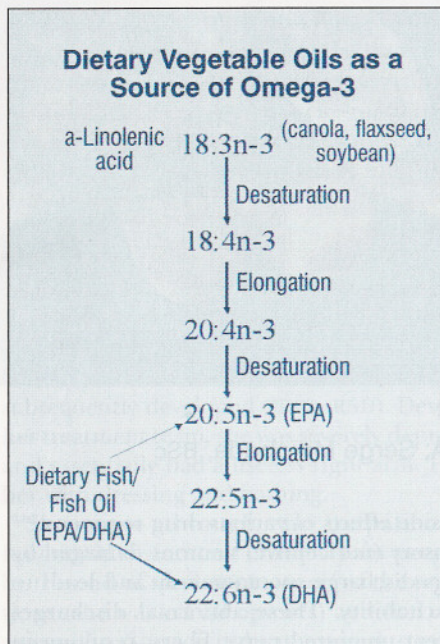 Dietary Vegetable Oils as a
Source of Omega-3
a-Linolenic
acid
18:3n-3
(canola, flaxseed,
soybean)
Desaturation
18:4n-3
Elongation
20:4n-3
Desaturation
20:5n-3 (EPA)
Elongation
Dietary Fish/
Fish Oil
(EPA/DHA)
22:5n-3
Desaturation
22:6n-3 (DHA)